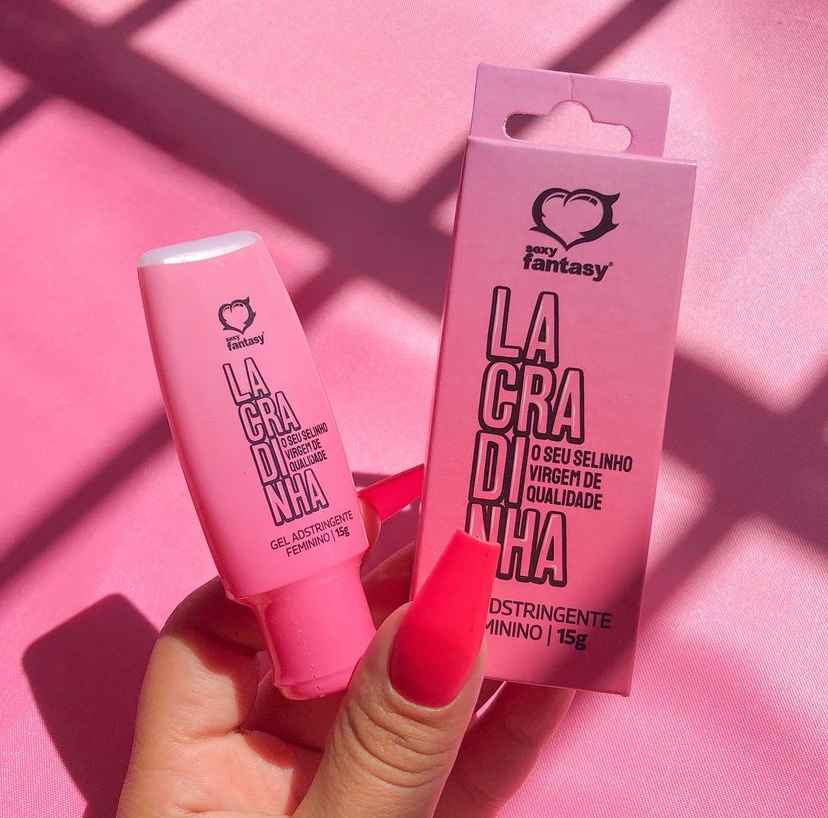 sexy
fantasy®
LA
CRA
DI
NHA
O SEU SELINHO
VIRGEM DE
QUALIDADE
GEL ADSTRINGENTE
FEMININO | 15g
sexy
fantasy®
LA
CRA
DI
NHA
O SEU SELINHO
VIRGEM DE
QUALIDADE
DSTRINGENTE
MININO | 15g